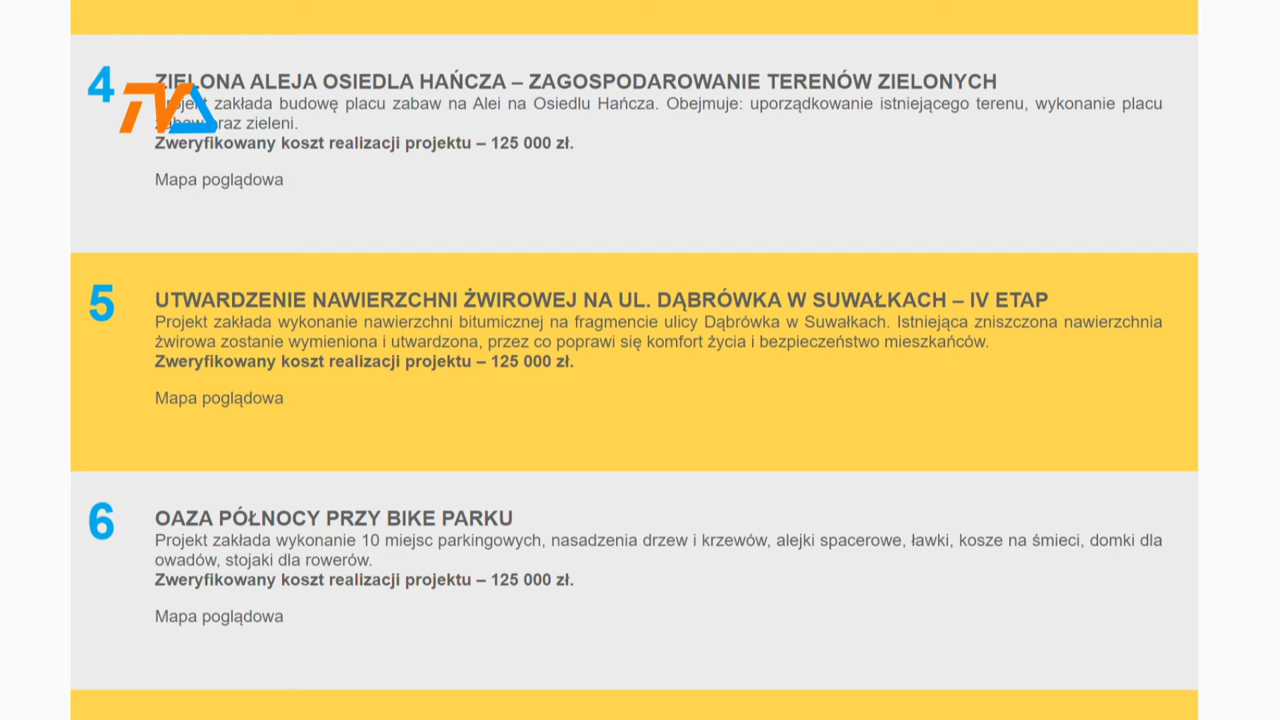 4
ZIELONA ALEJA OSIEDLA HAŃCZA – ZAGOSPODAROWANIE TERENÓW ZIELONYCH
Projekt zakłada budowę placu zabaw na Alei na Osiedlu Hańcza. Obejmuje: uporządkowanie istniejącego terenu, wykonanie placu
zabaw oraz zieleni.
Zweryfikowany koszt realizacji projektu – 125 000 zł.
Mapa poglądowa
5
UTWARDZENIE NAWIERZCHNI ŻWIROWEJ NA UL. DĄBRÓWKA W SUWAŁKACH – IV ETAP
Projekt zakłada wykonanie nawierzchni bitumicznej na fragmencie ulicy Dąbrówka w Suwałkach. Istniejąca zniszczona nawierzchnia
żwirowa zostanie wymieniona i utwardzona, przez co poprawi się komfort życia i bezpieczeństwo mieszkańców.
Zweryfikowany koszt realizacji projektu – 125 000 zł.
Mapa poglądowa
6
OAZA PÓŁNOCY PRZY BIKE PARKU
Projekt zakłada wykonanie 10 miejsc parkingowych, nasadzenia drzew i krzewów, alejki spacerowe, ławki, kosze na śmieci, domki dla
owadów, stojaki dla rowerów.
Zweryfikowany koszt realizacji projektu – 125 000 zł.
Mapa poglądowa